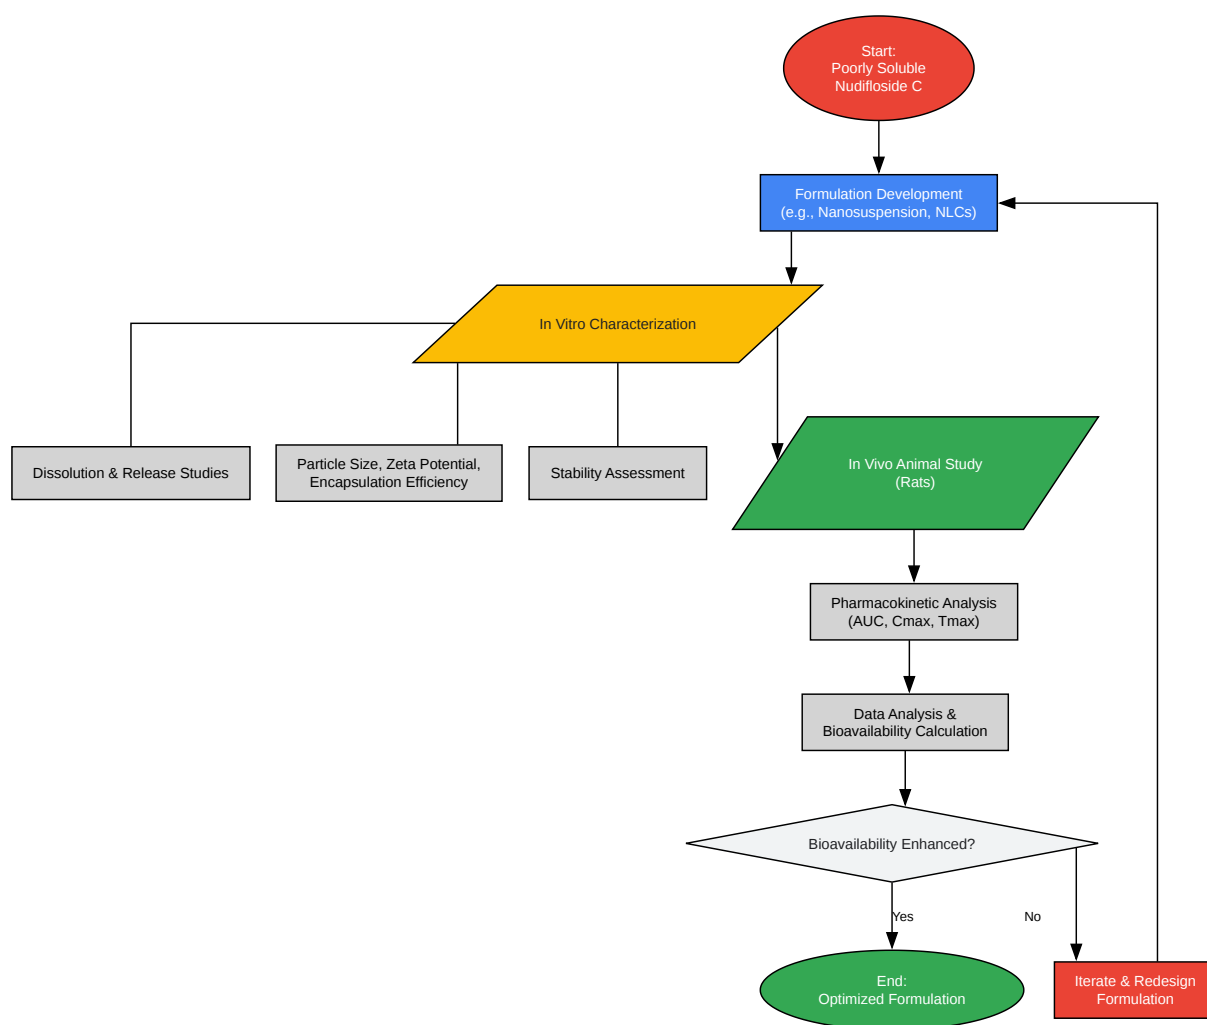 Start:
Poorly Soluble
Nudifloside C
Formulation Development
(e.g., Nanosuspension, NLCs)
In Vitro Characterization
Dissolution & Release Studies
Particle Size, Zeta Potential,
Encapsulation Efficiency
Stability Assessment
In Vivo Animal Study
(Rats)
Pharmacokinetic Analysis
(AUC, Cmax, Tmax)
Data Analysis &
Bioavailability Calculation
Bioavailability Enhanced?
Yes
No
End:
Optimized Formulation
Iterate & Redesign
Formulation